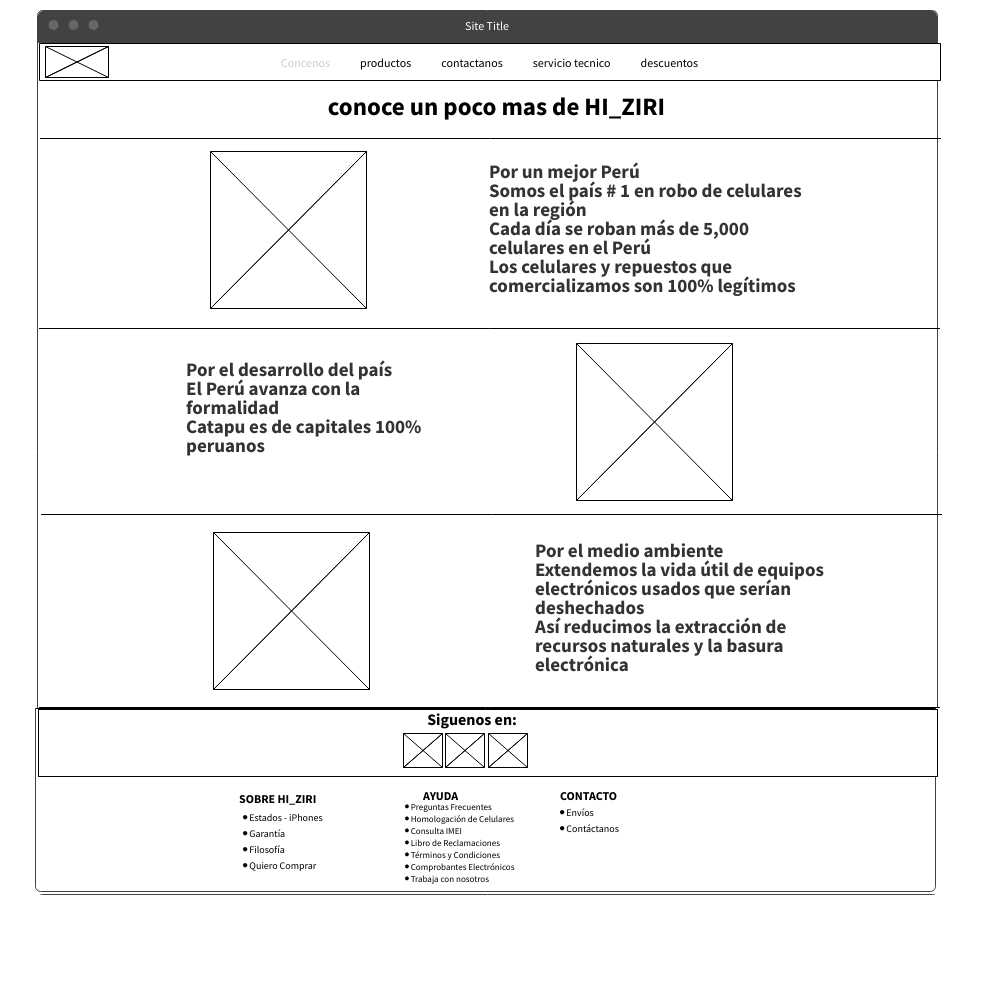 Site Title
Concenos productos contactanos servicio tecnico descuentos
conoce un poco mas de HI_ZIRI
Por un mejor Perú
Somos el país # 1 en robo de celulares
en la región
Cada día se roban más de 5,000
celulares en el Perú
Los celulares y repuestos que
comercializamos son 100% legítimos
Por el desarrollo del país
El Perú avanza con la
formalidad
Catapu es de capitales 100%
peruanos
Por el medio ambiente
Extendemos la vida útil de equipos
electrónicos usados que serían
deshechados
Así reducimos la extracción de
recursos naturales y la basura
electrónica
Siguenos en:
SOBRE HI_ZIRI
Estados - iPhones
Garantía
Filosofía
Quiero Comprar
AYUDA
Preguntas Frecuentes
Homologación de Celulares
Consulta IMEI
Libro de Reclamaciones
Términos y Condiciones
Comprobantes Electrónicos
Trabaja con nosotros
CONTACTO
Envíos
Contáctanos